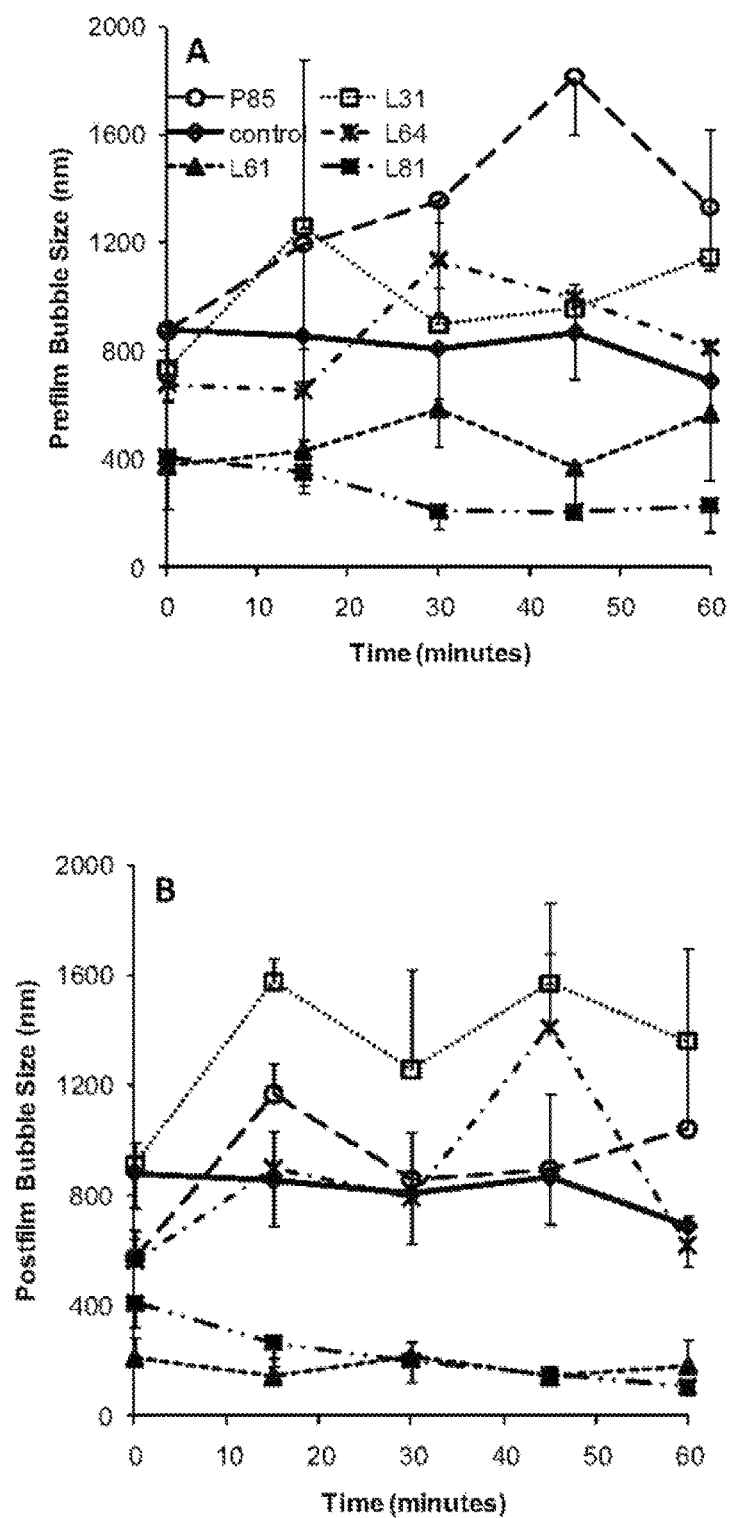 A
P85 L31
control L64
L61 L81
Prefilm Bubble Size (nm)
2000
1600
1200
800
400
0
0 10 20 30 40 50 60
Time (minutes)
B
Postfilm Bubble Size (nm)
2000
1600
1200
800
400
0
0 10 20 30 40 50 60
Time (minutes)